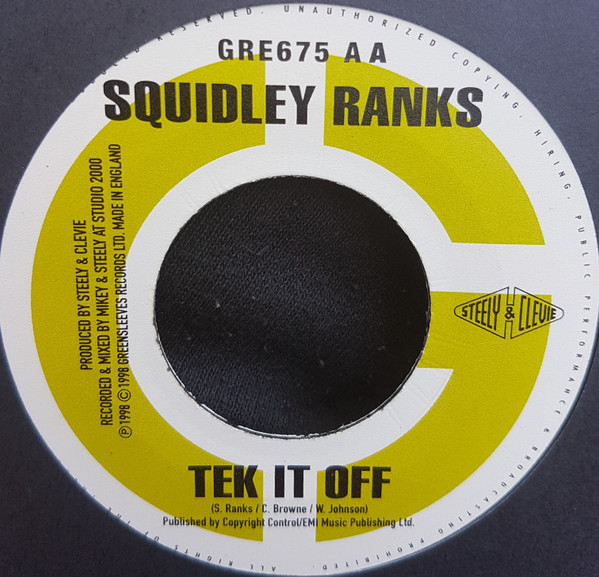 GRE675 AA
SQUIDLEY RANKS
PRODUCED BY STEELY & CLEVIE
RECORDED & MIXED BY MIKEY & STEELY AT STUDIO 2000
Ⓟ 1998 © 1998 GREENSLEEVES RECORDS LTD. MADE IN ENGLAND
STEELY & CLEVIE
TEK IT OFF
(S. Ranks / C. Browne / W. Johnson)
Published by Copyright Control/EMI Music Publishing Ltd.
ALL RIGHTS OF THE
RESERVED. UNAUTHORIZED COPYING, HIRING, PUBLIC PERFORMANCE & BROADCASTING PROHIBITED.